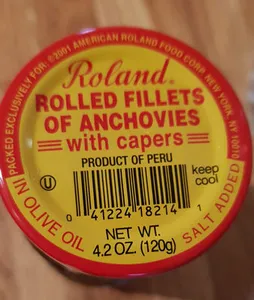 PACKED EXCLUSIVELY FOR: ©2001 AMERICAN ROLAND FOOD CORP. NEW YORK, NY 10010
Roland®
ROLLED FILLETS
OF ANCHOVIES
with capers
PRODUCT OF PERU
keep
cool
U
0 41224 18214 1
NET WT.
4.2 OZ. (120g)
IN OLIVE OIL
SALT ADDED